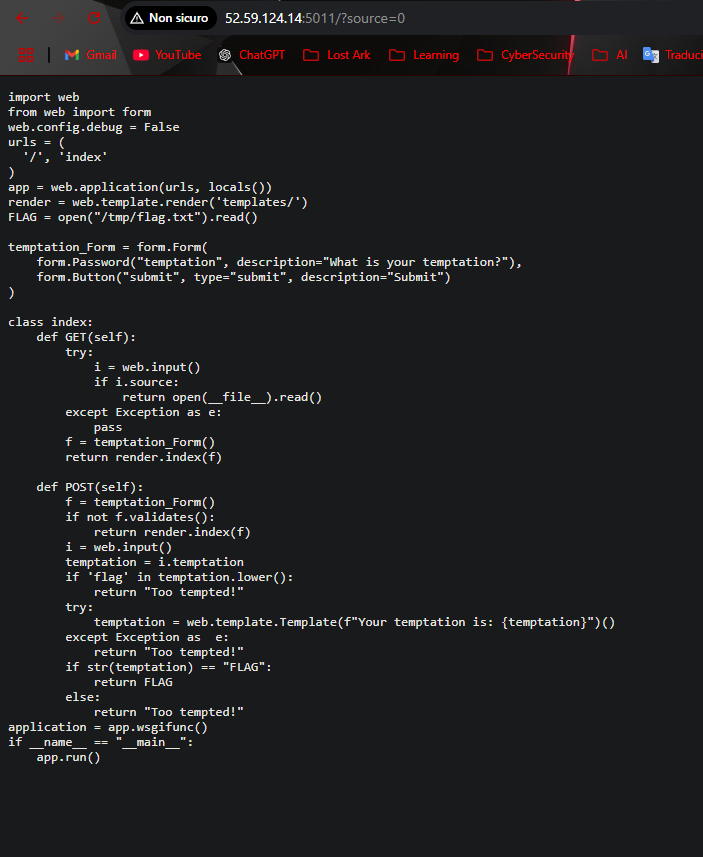 Non sicuro 52.59.124.14:5011/?source=0
Gmail YouTube ChatGPT Lost Ark Learning CyberSecurity AI Traduci
import web
from web import form
web.config.debug = False
urls = (
  '/', 'index'
)
app = web.application(urls, locals())
render = web.template.render('templates/')
FLAG = open("/tmp/flag.txt").read()

temptation_Form = form.Form(
    form.Password("temptation", description="What is your temptation?"),
    form.Button("submit", type="submit", description="Submit")
)

class index:
    def GET(self):
        try:
            i = web.input()
            if i.source:
                return open(__file__).read()
        except Exception as e:
            pass
        f = temptation_Form()
        return render.index(f)

    def POST(self):
        f = temptation_Form()
        if not f.validates():
            return render.index(f)
        i = web.input()
        temptation = i.temptation
        if 'flag' in temptation.lower():
            return "Too tempted!"
        try:
            temptation = web.template.Template(f"Your temptation is: {temptation}")()
        except Exception as  e:
            return "Too tempted!"
        if str(temptation) == "FLAG":
            return FLAG
        else:
            return "Too tempted!"
application = app.wsgifunc()
if __name__ == "__main__":
    app.run()